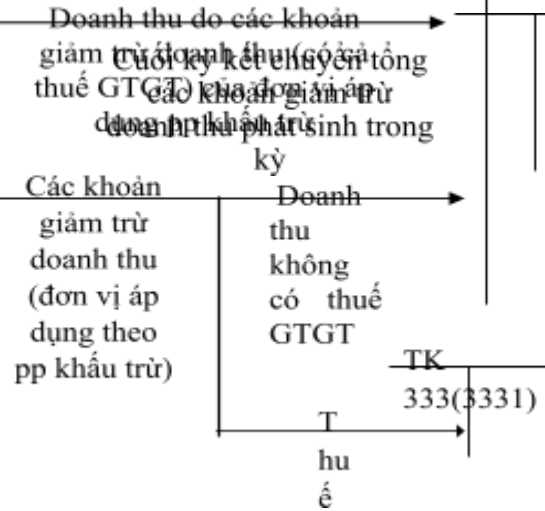 Doanh thu do các khoản
giảm trừ doanh thu (có cả
thuế GTGT) của đơn vị áp
dụng pp khấu trừ
Cuối kỳ kết chuyển tổng
các khoản giảm trừ
doanh thu phát sinh trong
kỳ
Các khoản
giảm trừ
doanh thu
(đơn vị áp
dụng theo
pp khấu trừ)
Doanh
thu
không
có thuế
GTGT
TK
333(3331)
T
hu
ế